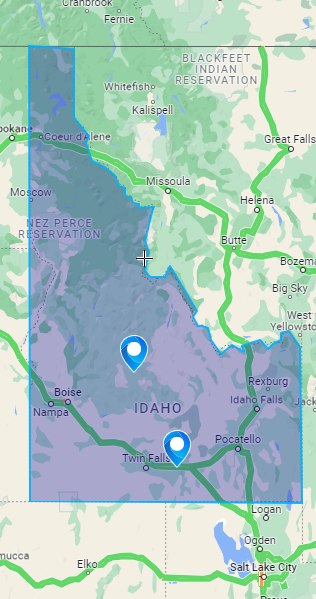 Cranbrook
Fernie
BLACKFEET
INDIAN
RESERVATION
Whitefish
Kalispell
Great Falls
Coeur d'Alene
Missoula
Moscow
Helena
NEZ PERCE
RESERVATION
Butte
Bozema
Big Sky
West
Yellowsto
Boise
Nampa
IDAHO
Rexburg
Idaho Falls
Jack
Pocatello
Twin Falls
Logan
Ogden
Elko
Salt Lake City
Provo